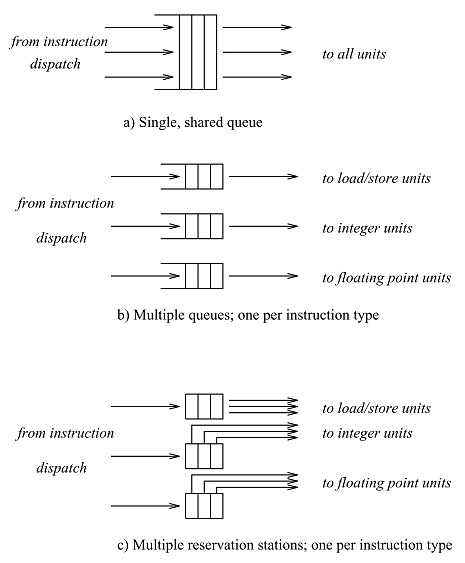 from instruction
dispatch
to all units
a) Single, shared queue
to load/store units
from instruction
to integer units
dispatch
to floating point units
b) Multiple queues; one per instruction type
to load/store units
from instruction
to integer units
dispatch
to floating point units
c) Multiple reservation stations; one per instruction type